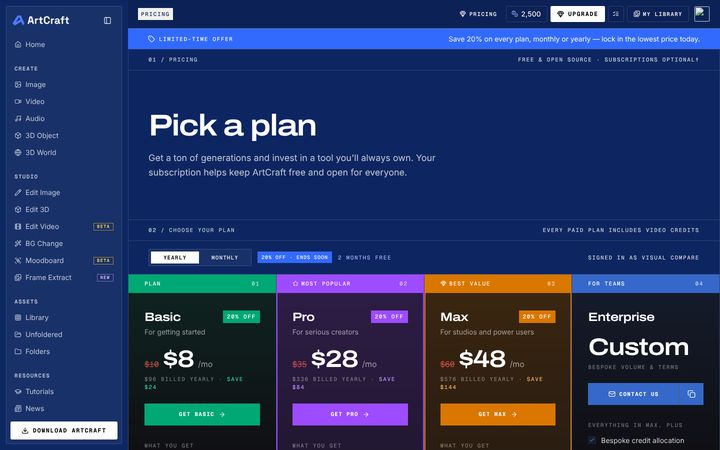 ArtCraft
Home
CREATE
Image
Video
Audio
3D Object
3D World
STUDIO
Edit Image
Edit 3D
Edit Video BETA
BG Change
Moodboard BETA
Frame Extract NEW
ASSETS
Library
Unfoldered
Folders
RESOURCES
Tutorials
News
DOWNLOAD ARTCRAFT
PRICING
PRICING 2,500 UPGRADE MY LIBRARY
LIMITED-TIME OFFER Save 20% on every plan, monthly or yearly — lock in the lowest price today.
01 / PRICING FREE & OPEN SOURCE · SUBSCRIPTIONS OPTIONAL↑
Pick a plan
Get a ton of generations and invest in a tool you'll always own. Your
subscription helps keep ArtCraft free and open for everyone.
02 / CHOOSE YOUR PLAN EVERY PAID PLAN INCLUDES VIDEO CREDITS
YEARLY MONTHLY 20% OFF · ENDS SOON 2 MONTHS FREE SIGNED IN AS VISUAL COMPARE
PLAN 01
Basic 20% OFF
For getting started
$10 $8 /mo
$96 BILLED YEARLY · SAVE
$24
GET BASIC →
WHAT YOU GET
MOST POPULAR 02
Pro 20% OFF
For serious creators
$35 $28 /mo
$336 BILLED YEARLY · SAVE
$84
GET PRO →
WHAT YOU GET
BEST VALUE 03
Max 20% OFF
For studios and power users
$60 $48 /mo
$576 BILLED YEARLY · SAVE
$144
GET MAX →
WHAT YOU GET
FOR TEAMS 04
Enterprise
Custom
BESPOKE VOLUME & TERMS
CONTACT US
EVERYTHING IN MAX, PLUS
Bespoke credit allocation